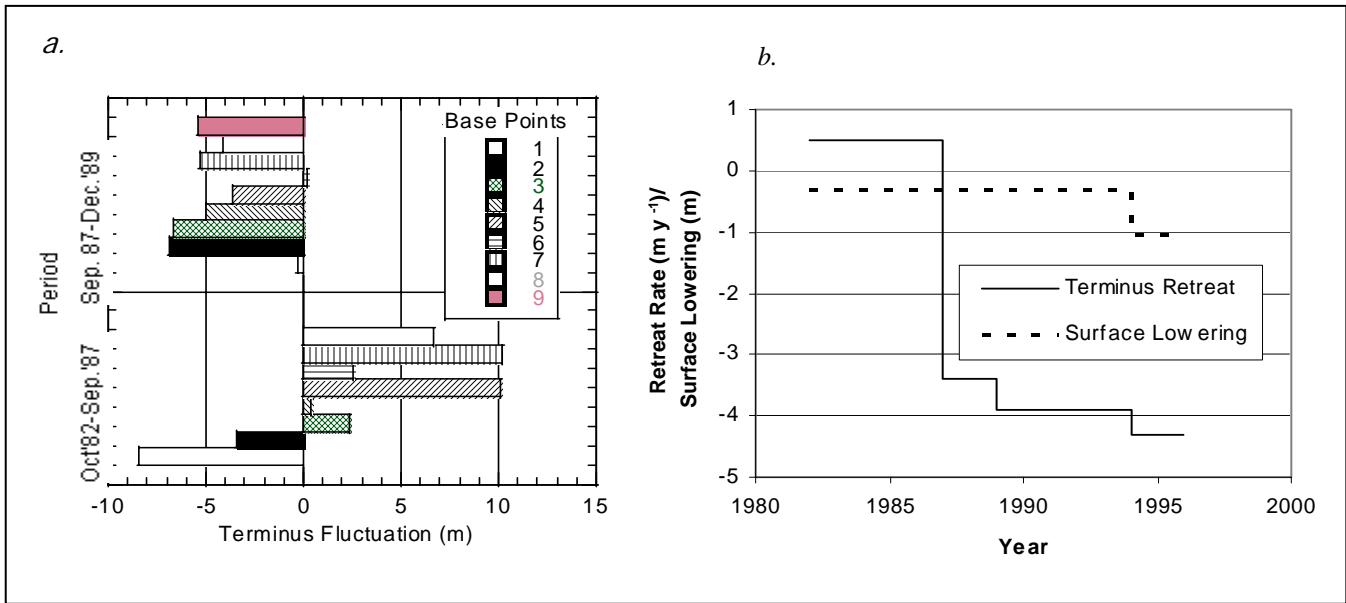 a.
Period
Sep. 87-Dec.'89
Oct'82-Sep.'87
Base Points
1
2
3
4
5
6
7
8
9
-10 -5 0 5 10 15
Terminus Fluctuation (m)
b.
Retreat Rate (m y -1)/
Surface Lowering (m)
1
0
-1
-2
-3
-4
-5
Terminus Retreat
Surface Low ering
1980 1985 1990 1995 2000
Year